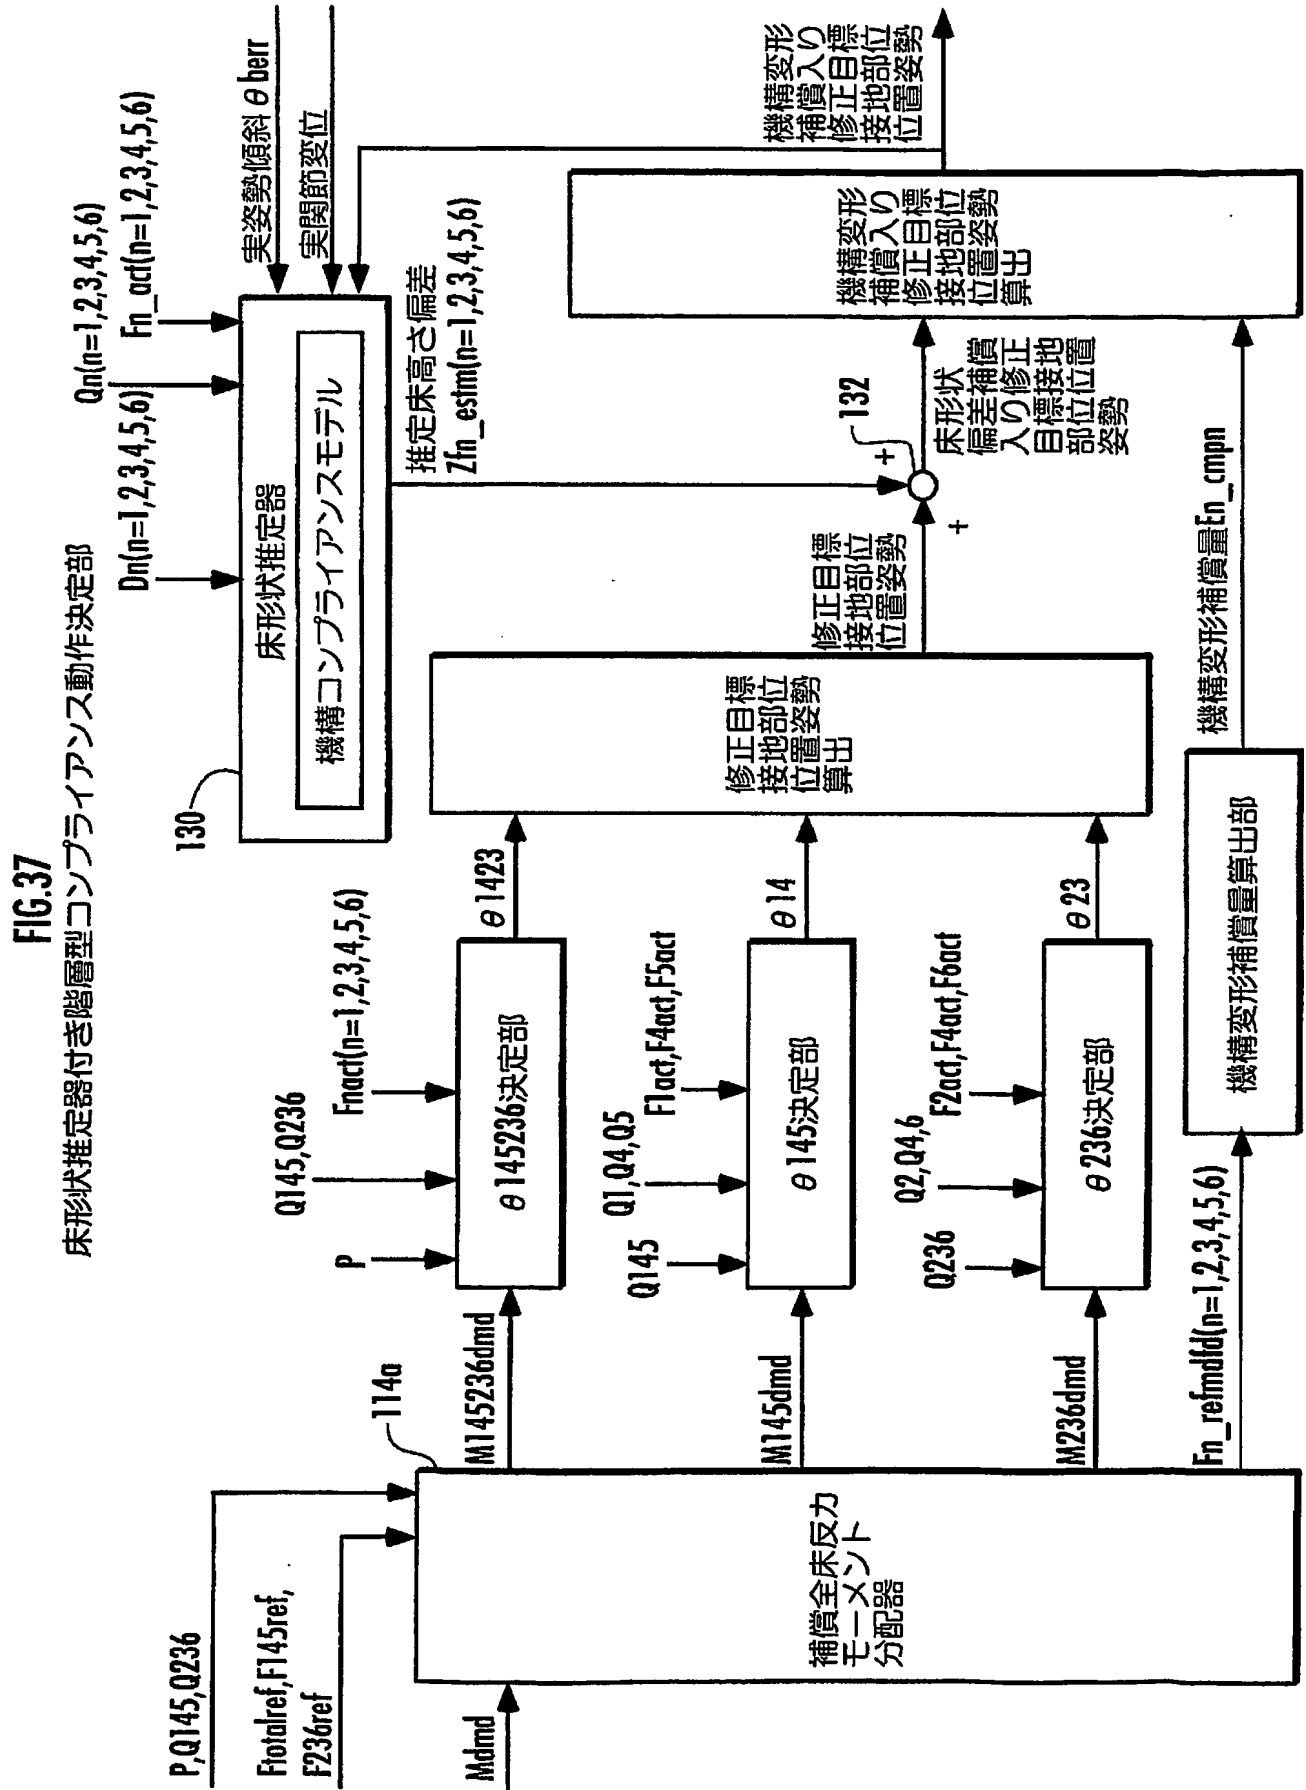 FIG.37
床形状推定器付き階層型コンプライアンス動作決定部
P,Q145,Q236
Ftotalref,F145ref,
F236ref
Mdmd
114a
補償全床反力
モーメント
分配器
M145236dmd
M145dmd
M236dmd
Fn_refmdfd(n=1,2,3,4,5,6)
P
Q145,Q236
Fnact(n=1,2,3,4,5,6)
θ145236決定部
θ1423
Q145
Q1,Q4,Q5
F1act,F4act,F5act
θ145決定部
θ14
Q236
Q2,Q4,6
F2act,F4act,F6act
θ236決定部
θ23
機構変形補償量算出部
機構変形補償量En_cmpn
修正目標
接地部位
位置姿勢
算出
修正目標
接地部位
位置姿勢
130
Dn(n=1,2,3,4,5,6)
Qn(n=1,2,3,4,5,6)
Fn_act(n=1,2,3,4,5,6)
床形状推定器
機構コンプライアンスモデル
実姿勢傾斜θberr
実関節変位
推定床高さ偏差
Zfn_estm(n=1,2,3,4,5,6)
+
+
132
床形状
偏差補償
入り修正
目標接地
部位位置
姿勢
機構変形
補償入り
修正目標
接地部位
位置姿勢
算出
機構変形
補償入り
修正目標
接地部位
位置姿勢